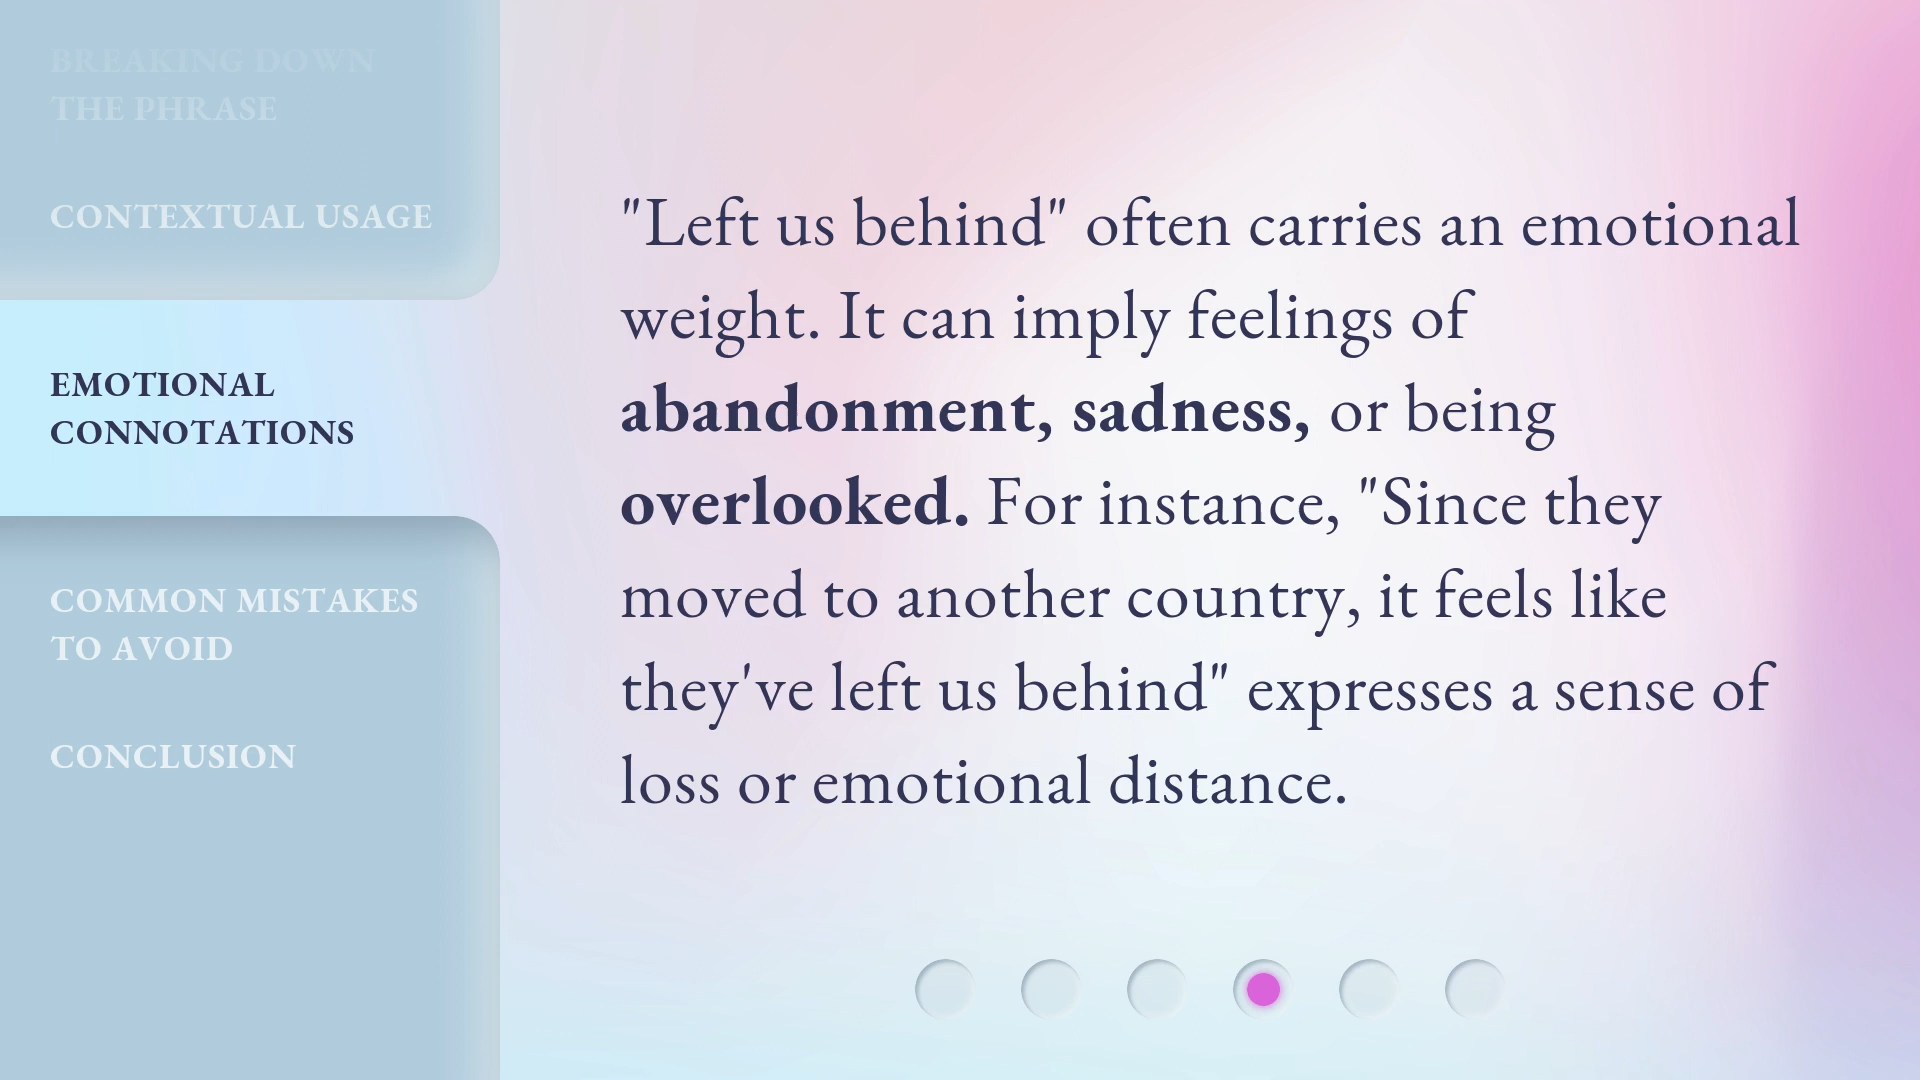 BREAKING DOWN
THE PHRASE
CONTEXTUAL USAGE
EMOTIONAL
CONNOTATIONS
COMMON MISTAKES
TO AVOID
CONCLUSION
"Left us behind" often carries an emotional
weight. It can imply feelings of
abandonment, sadness, or being
overlooked. For instance, "Since they
moved to another country, it feels like
they've left us behind" expresses a sense of
loss or emotional distance.